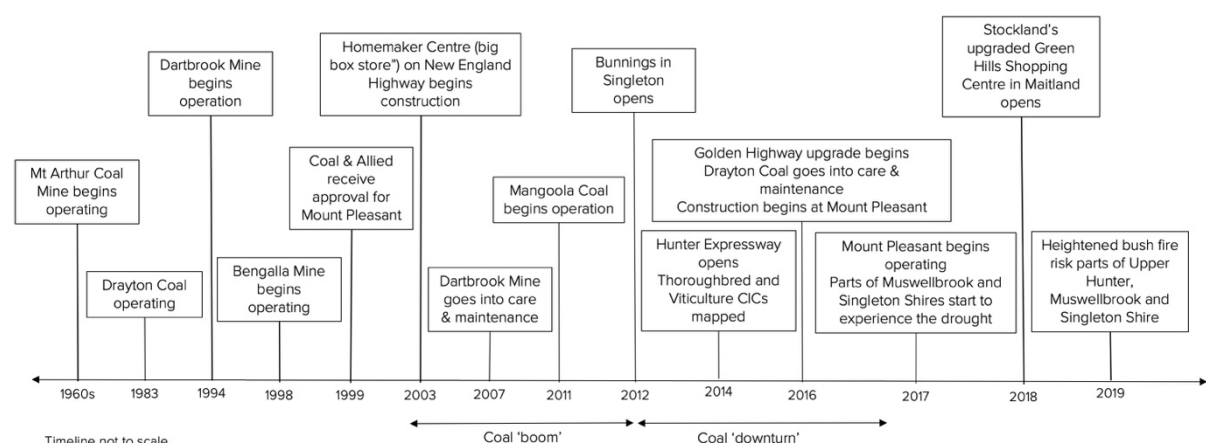 Mt Arthur Coal
Mine begins
operating
Drayton Coal
operating
Dartbrook Mine
begins
operation
Bengalla Mine
begins
operating
Coal & Allied
receive
approval for
Mount Pleasant
Homemaker Centre (big
box store") on New England
Highway begins
construction
Dartbrook Mine
goes into care
& maintenance
Mangoola Coal
begins operation
Bunnings in
Singleton
opens
Hunter Expressway
opens
Thoroughbred and
Viticulture CICs
mapped
Golden Highway upgrade begins
Drayton Coal goes into care &
maintenance
Construction begins at Mount Pleasant
Mount Pleasant begins
operating
Parts of Muswellbrook and
Singleton Shires start to
experience the drought
Stockland's
upgraded Green
Hills Shopping
Centre in Maitland
opens
Heightened bush fire
risk parts of Upper
Hunter,
Muswellbrook and
Singleton Shire
1960s 1983 1994 1998 1999 2003 2007 2011 2012 2014 2016 2017 2018 2019
Coal 'boom' Coal 'downturn'
Timeline not to scale